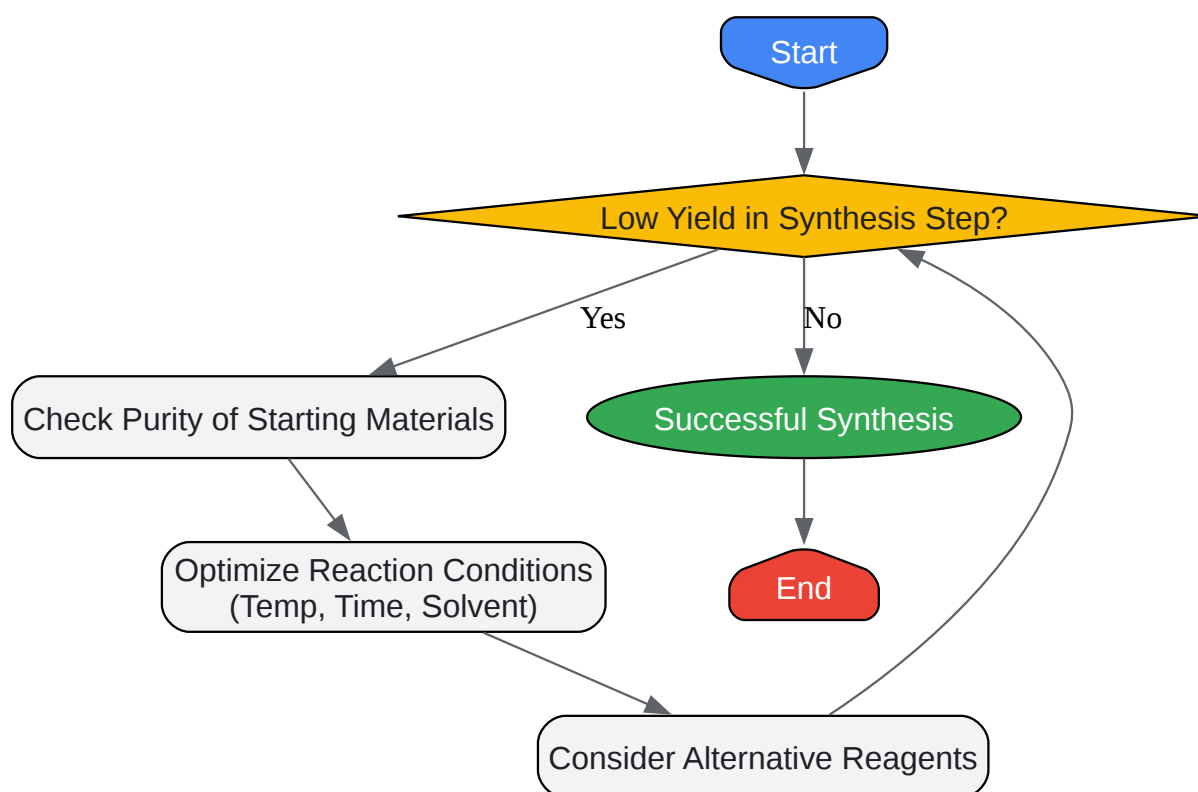 Start
Low Yield in Synthesis Step?
Yes
No
Check Purity of Starting Materials
Successful Synthesis
Optimize Reaction Conditions
(Temp, Time, Solvent)
End
Consider Alternative Reagents